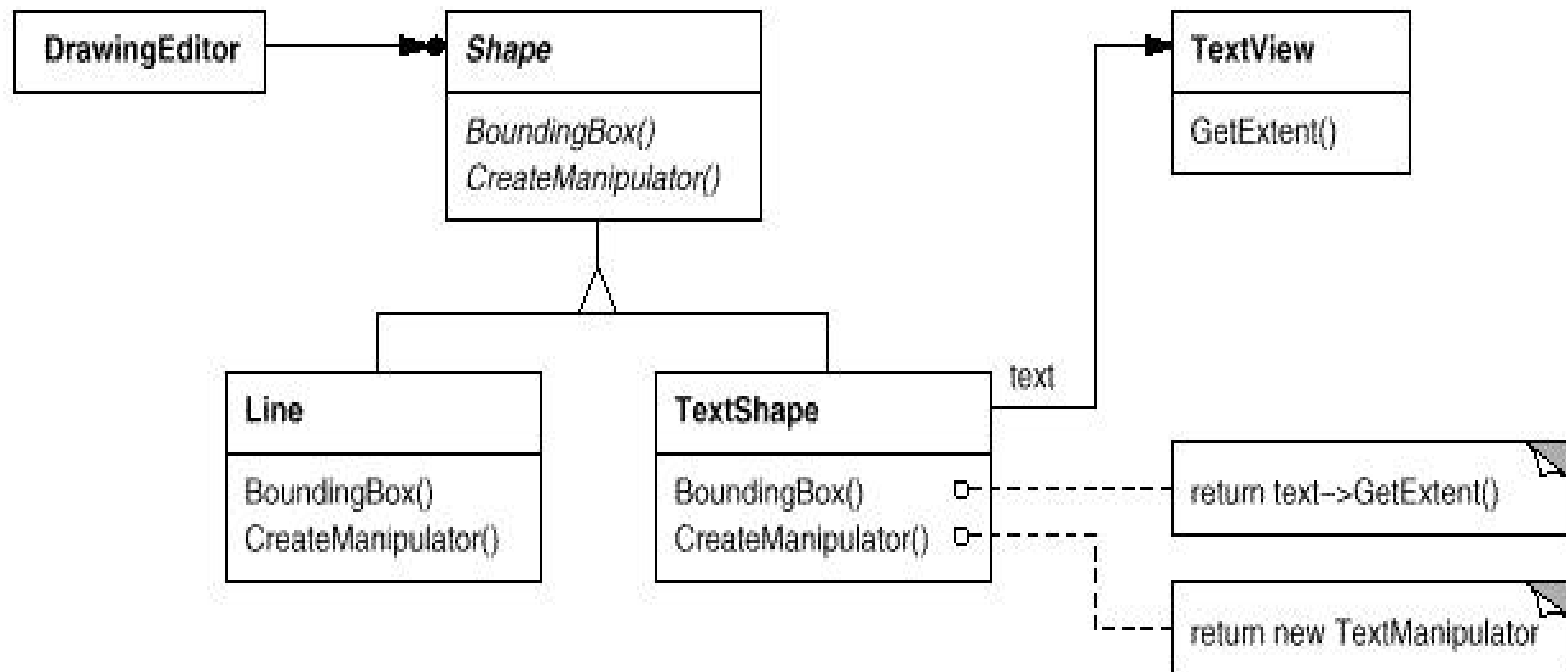 DrawingEditor
Shape
BoundingBox()
CreateManipulator()
TextView
GetExtent()
Line
BoundingBox()
CreateManipulator()
TextShape
BoundingBox()
CreateManipulator()
text
return text–>GetExtent()
return new TextManipulator